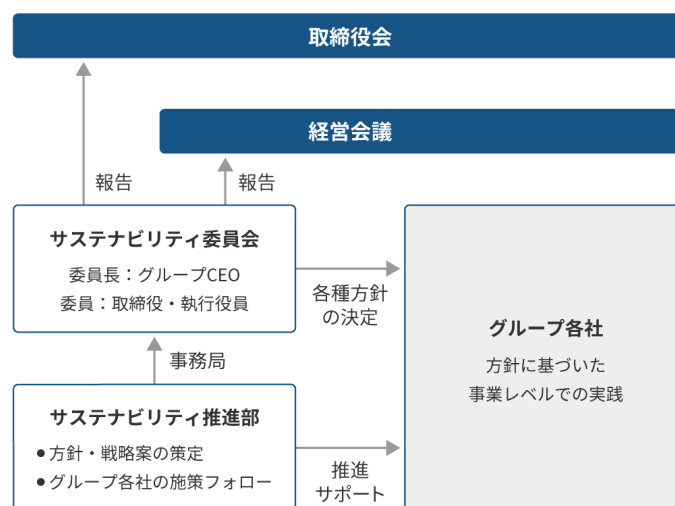 取締役会
経営会議
報告
報告
サステナビリティ委員会
委員長：グループCEO
委員：取締役・執行役員
各種方針
の決定
グループ各社
方針に基づいた
事業レベルでの実践
事務局
サステナビリティ推進部
●方針・戦略案の策定
●グループ各社の施策フォロー
推進
サポート